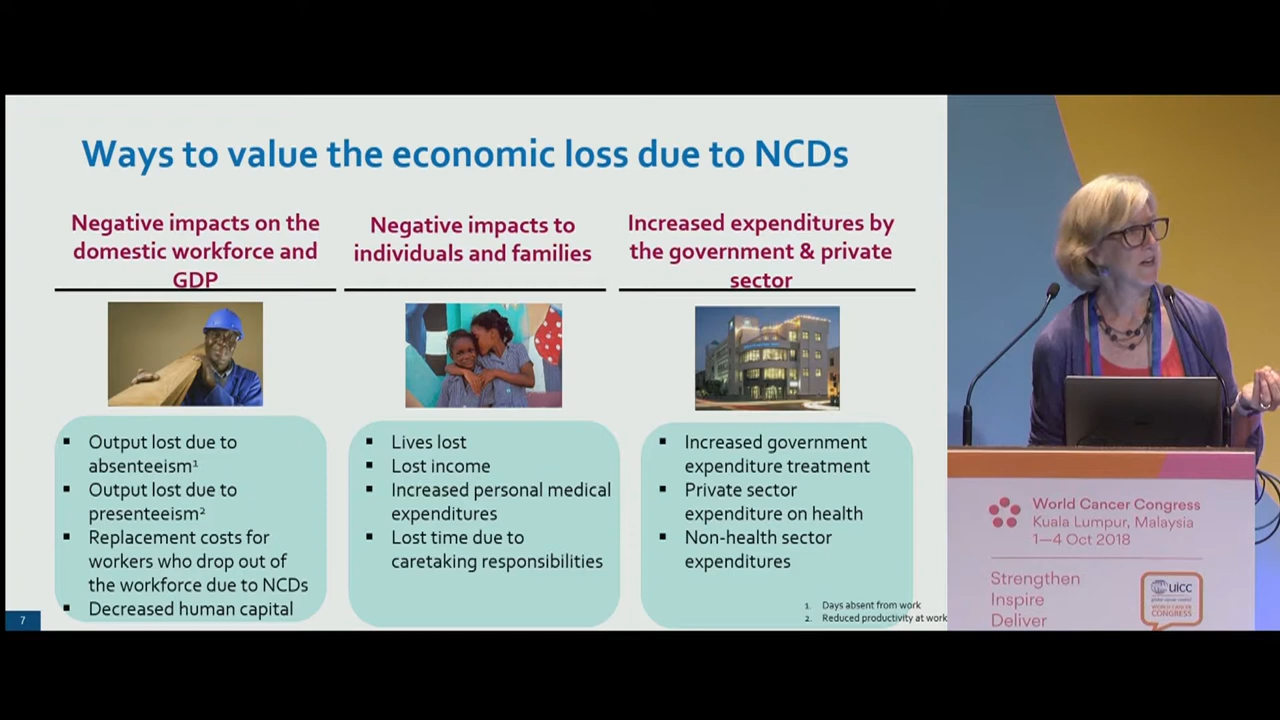 Ways to value the economic loss due to NCDs
Negative impacts on the
domestic workforce and
GDP
Negative impacts to
individuals and families
Increased expenditures by
the government & private
sector
▪ Output lost due to
absenteeism¹
▪ Output lost due to
presenteeism²
▪ Replacement costs for
workers who drop out of
the workforce due to NCDs
▪ Decreased human capital
▪ Lives lost
▪ Lost income
▪ Increased personal medical
expenditures
▪ Lost time due to
caretaking responsibilities
▪ Increased government
expenditure treatment
▪ Private sector
expenditure on health
▪ Non-health sector
expenditures
1. Days absent from work
2. Reduced productivity at work
7
World Cancer Congress
Kuala Lumpur, Malaysia
1—4 Oct 2018
Strengthen
Inspire
Deliver
uicc
WORLD CANCER
CONGRESS